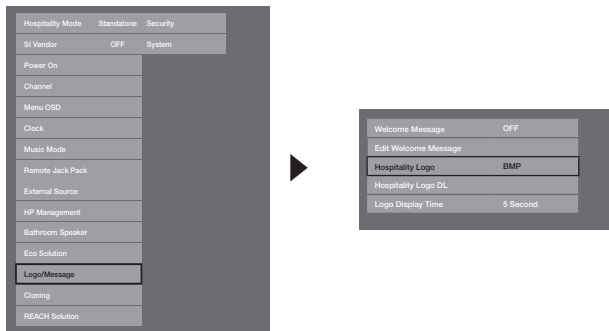 Hospitality Mode Standalone Security
SI Vendor OFF System
Power On
Channel
Menu OSD
Clock
Music Mode
Remote Jack Pack
External Source
HP Management
Bathroom Speaker
Eco Solution
Logo/Message
Cloning
REACH Solution
Welcome Message OFF
Edit Welcome Message
Hospitality Logo BMP
Hospitality Logo DL
Logo Display Time 5 Second